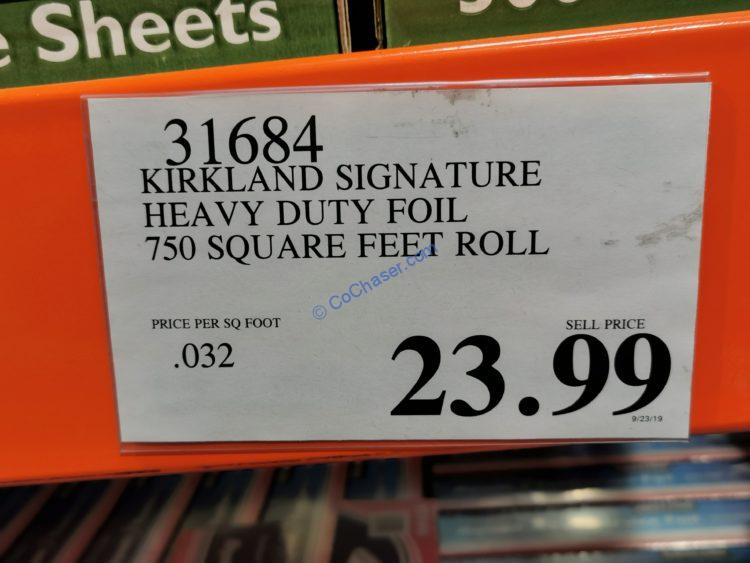 e Sheets
31684
KIRKLAND SIGNATURE
HEAVY DUTY FOIL
750 SQUARE FEET ROLL
© CoChaser.com
PRICE PER SQ FOOT
.032
SELL PRICE
23.99
9/23/19